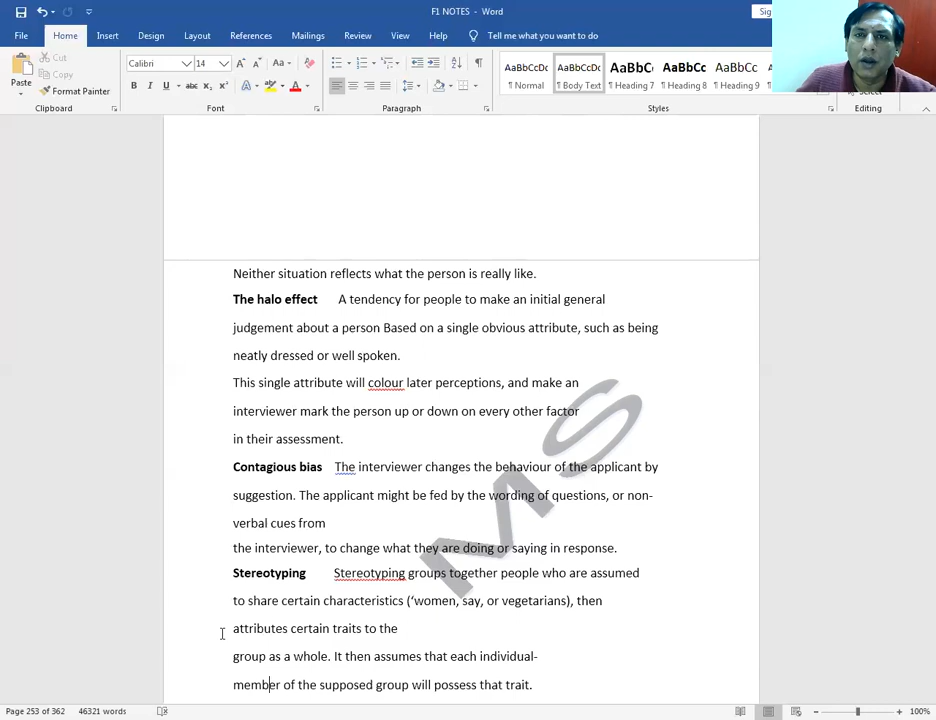 F1 NOTES - Word
Sig
File Home Insert Design Layout References Mailings Review View Help Tell me what you want to do
Cut
Copy
Paste
Format Painter
Calibri 14
B I U abc x₂ x²
AaBbCcDc AaBbCcDc AaBbCc AaBbCc. AaBbCc
¶ Normal ¶ Body Text ¶ Heading 7 ¶ Heading 8 ¶ Heading 9
Select
Clipboard Font Paragraph Styles Editing
Neither situation reflects what the person is really like.
The halo effect A tendency for people to make an initial general
judgement about a person Based on a single obvious attribute, such as being
neatly dressed or well spoken.
This single attribute will colour later perceptions, and make an
interviewer mark the person up or down on every other factor
in their assessment.
Contagious bias The interviewer changes the behaviour of the applicant by
suggestion. The applicant might be fed by the wording of questions, or non-
verbal cues from
the interviewer, to change what they are doing or saying in response.
Stereotyping Stereotyping groups together people who are assumed
to share certain characteristics (‘women, say, or vegetarians), then
attributes certain traits to the
group as a whole. It then assumes that each individual-
member of the supposed group will possess that trait.
MS
Page 253 of 362 46321 words 100%